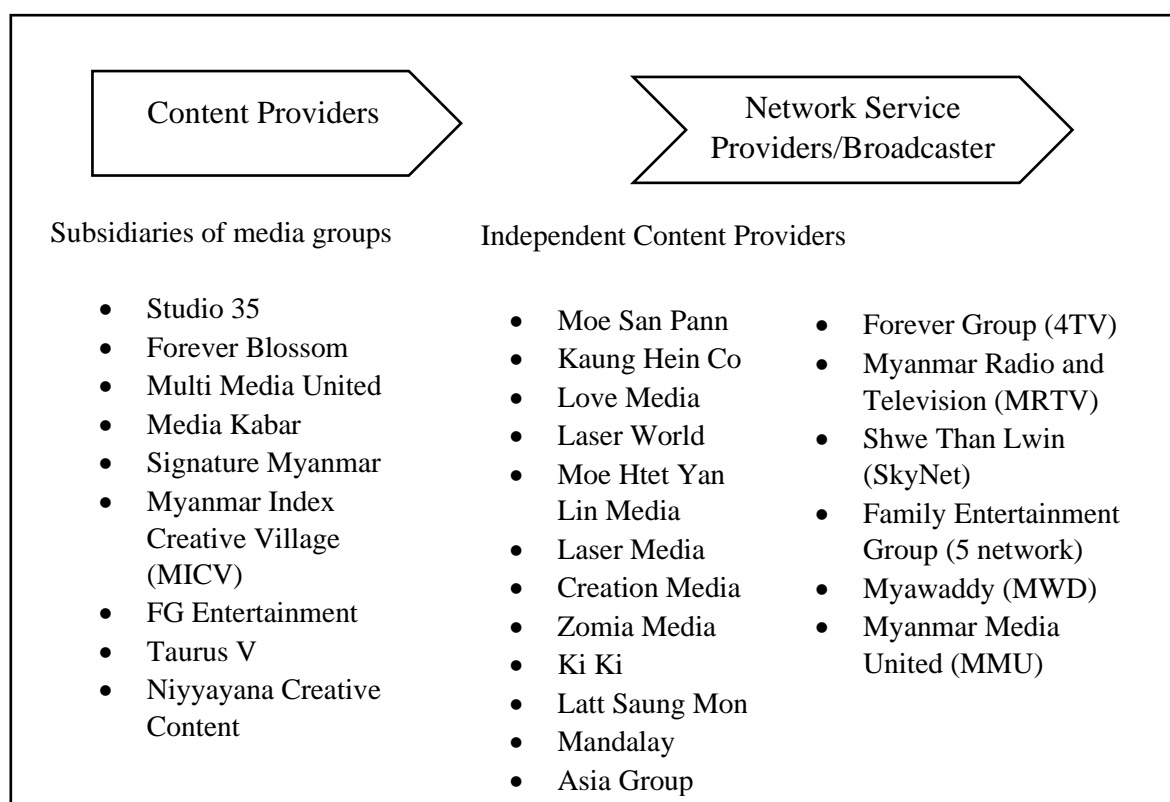 Content Providers
Network Service
Providers/Broadcaster
Subsidiaries of media groups
Independent Content Providers
• Studio 35
• Forever Blossom
• Multi Media United
• Media Kabar
• Signature Myanmar
• Myanmar Index
Creative Village
(MICV)
• FG Entertainment
• Taurus V
• Niyyayana Creative
Content
• Moe San Pann
• Kaung Hein Co
• Love Media
• Laser World
• Moe Htet Yan
Lin Media
• Laser Media
• Creation Media
• Zomia Media
• Ki Ki
• Latt Saung Mon
• Mandalay
• Asia Group
• Forever Group (4TV)
• Myanmar Radio and
Television (MRTV)
• Shwe Than Lwin
(SkyNet)
• Family Entertainment
Group (5 network)
• Myawaddy (MWD)
• Myanmar Media
United (MMU)